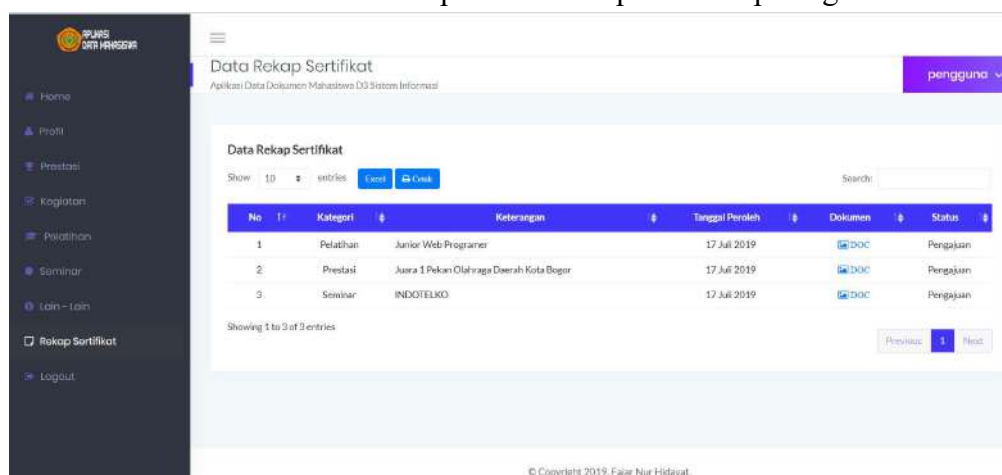 APLIKASI
DATA MAHASISWA
Data Rekap Sertifikat
Aplikasi Data Dokumen Mahasiswa D3 Sistem Informasi
pengguna
Home
Profil
Prestasi
Kegiatan
Pelatihan
Seminar
Lain - Lain
Rekap Sertifikat
Logout
Data Rekap Sertifikat
Show 10 entries Excel Cetak Search:
No Kategori Keterangan Tanggal Peroleh Dokumen Status
1 Pelatihan Junior Web Programer 17 Juli 2019 DOC Pengajuan
2 Prestasi Juara 1 Pekan Olahraga Daerah Kota Bogor 17 Juli 2019 DOC Pengajuan
3 Seminar INDOTELKO 17 Juli 2019 DOC Pengajuan
Showing 1 to 3 of 3 entries
Previous 1 Next
© Copyright 2019. Fajar Nur Hidayat.